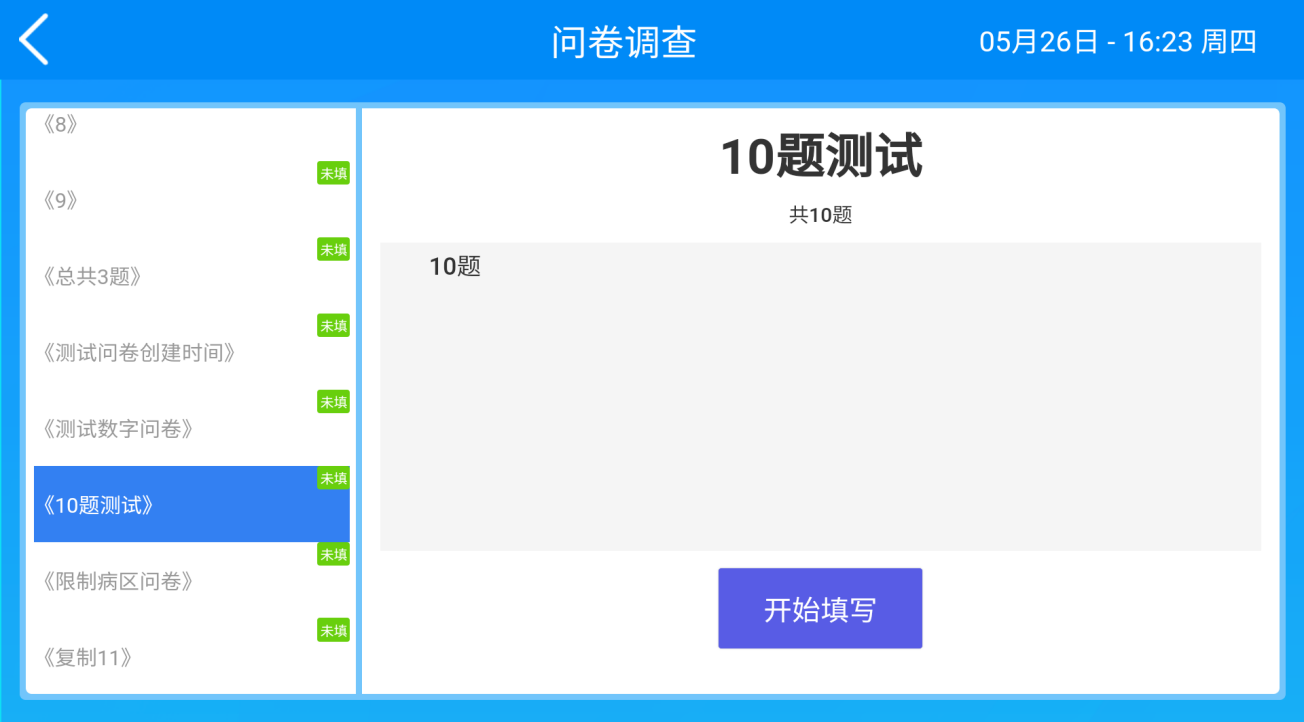 问卷调查
05月26日 - 16:23 周四
《8》
未填
《9》
未填
《总共3题》
未填
《测试问卷创建时间》
未填
《测试数字问卷》
未填
《10题测试》
未填
《限制病区问卷》
未填
《复制11》
10题测试
共10题
10题
开始填写